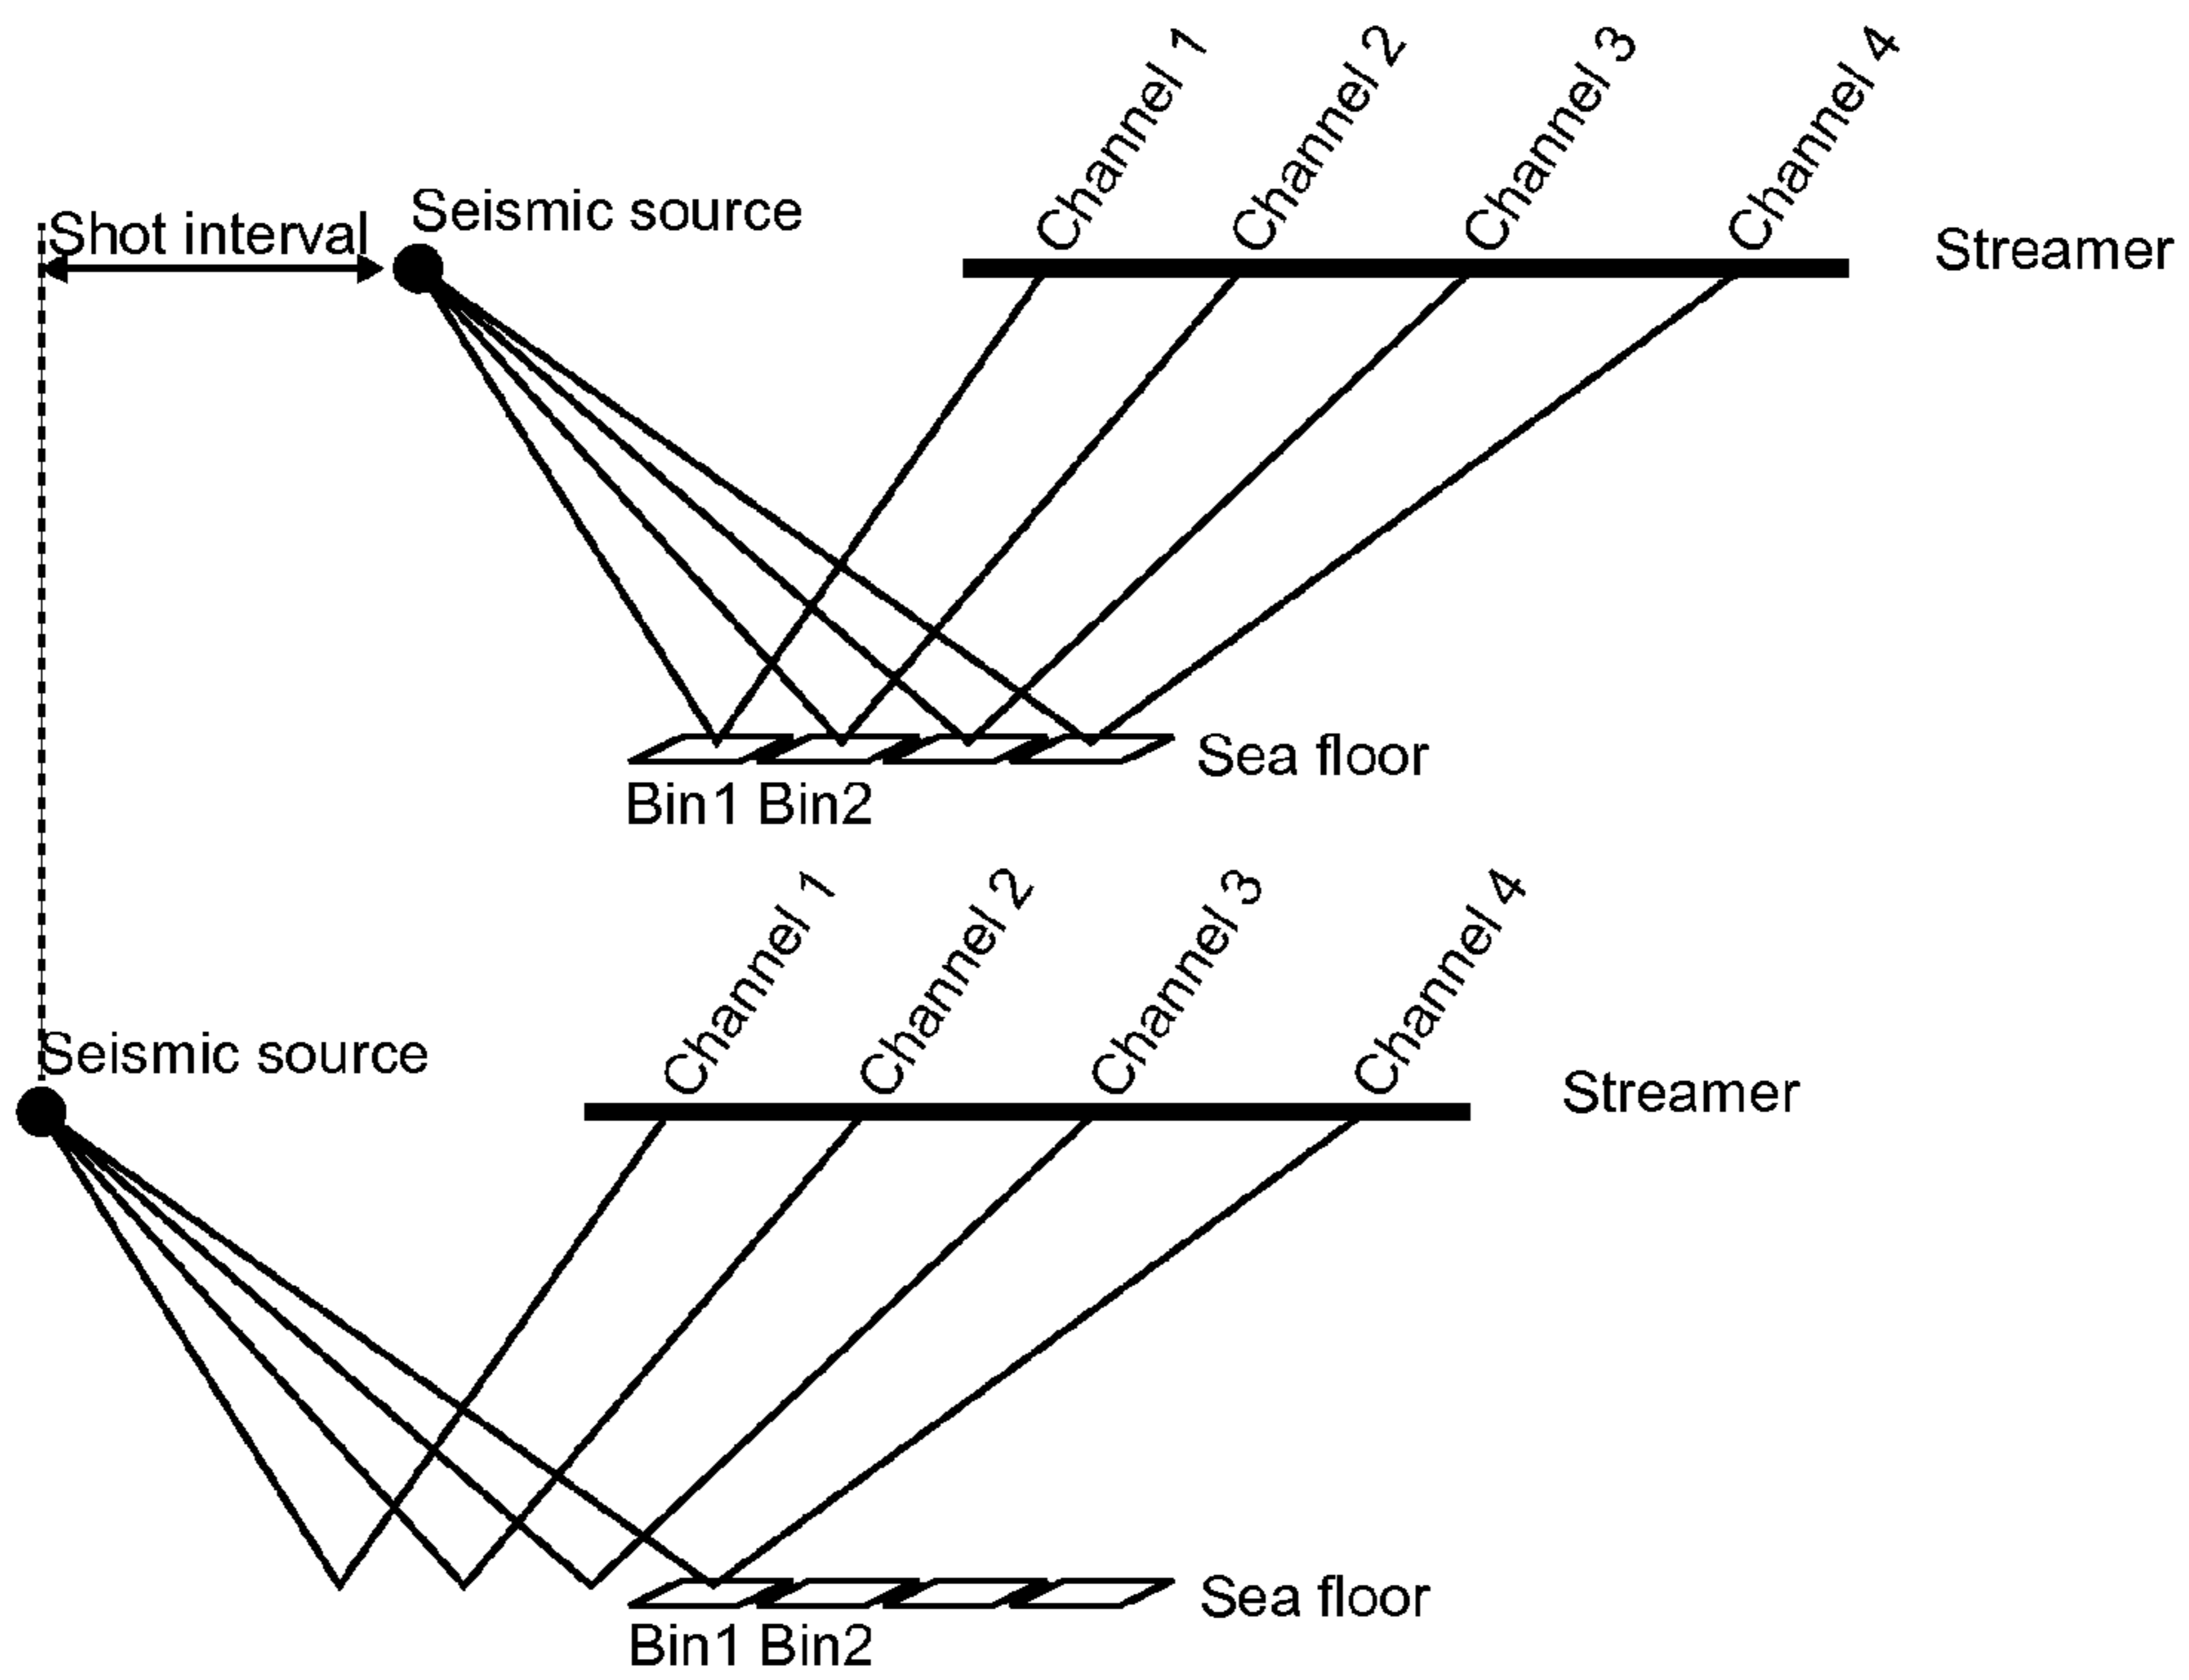 Channel 1
Channel 2
Channel 3
Channel 4
Seismic source
Shot interval
Streamer
Sea floor
Bin1 Bin2
Channel 1
Channel 2
Channel 3
Channel 4
Seismic source
Streamer
Sea floor
Bin1 Bin2